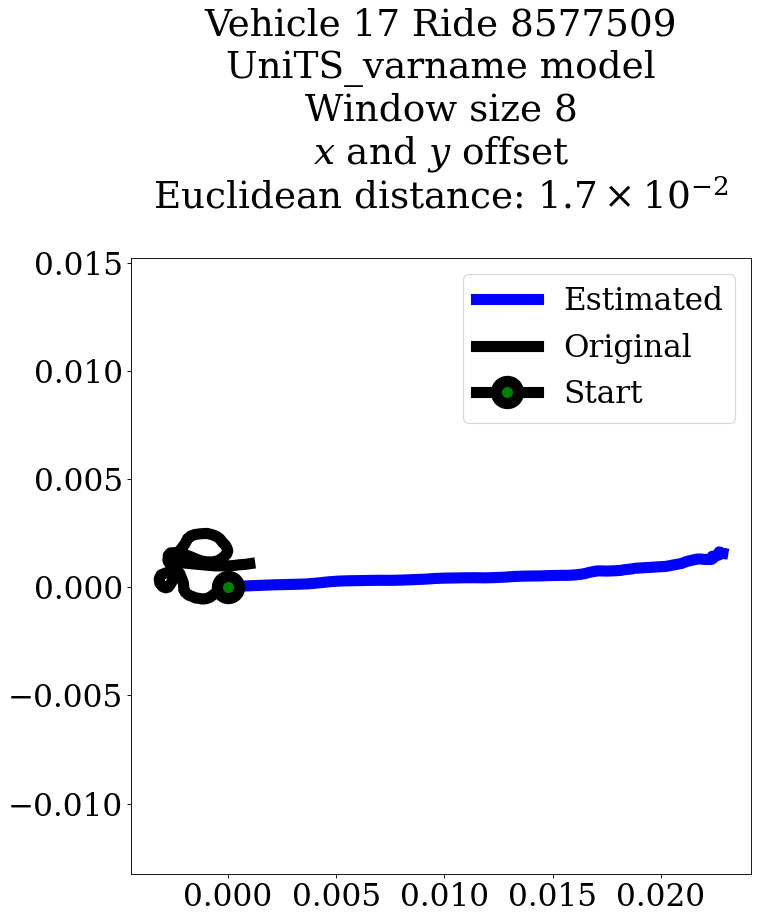 Vehicle 17 Ride 8577509
UniTS_varname model
Window size 8
x and y offset
Euclidean distance: 1.7 × 10⁻²
Estimated
Original
Start
0.015
0.010
0.005
0.000
−0.005
−0.010
0.000 0.005 0.010 0.015 0.020